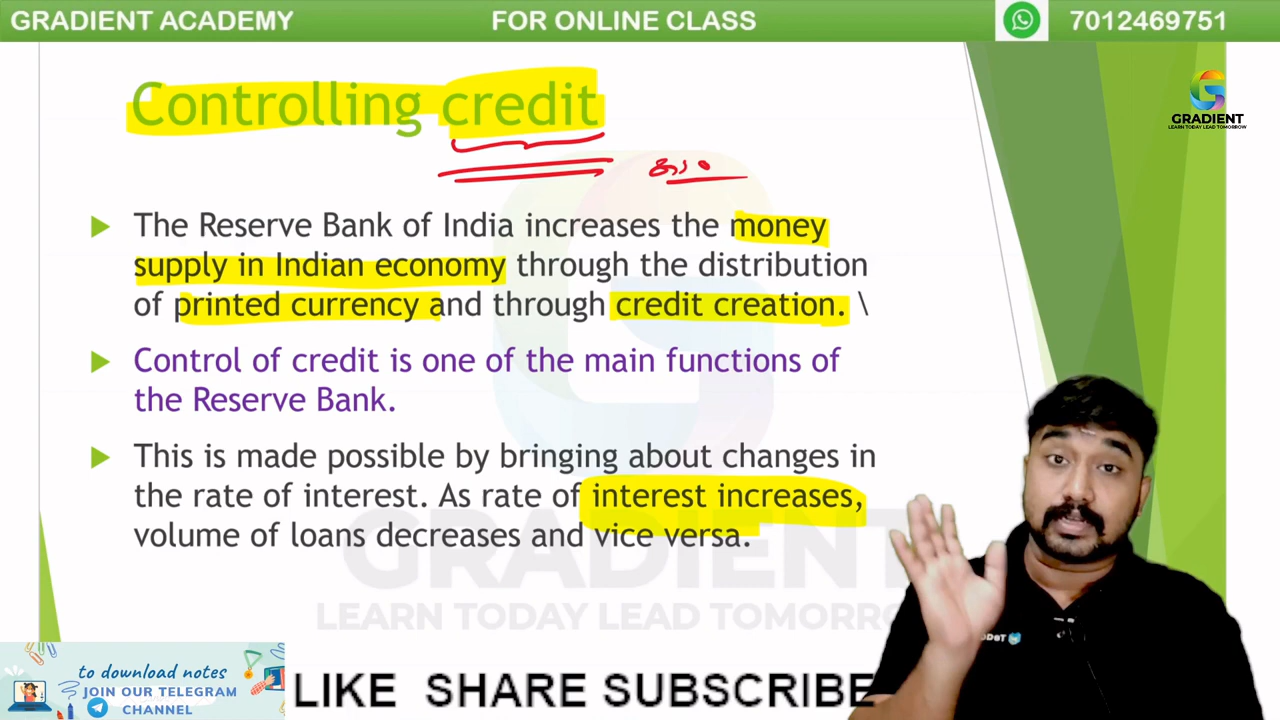 GRADIENT ACADEMY FOR ONLINE CLASS 7012469751
GRADIENT
LEARN TODAY LEAD TOMORROW
Controlling credit
The Reserve Bank of India increases the money
supply in Indian economy through the distribution
of printed currency and through credit creation. \
Control of credit is one of the main functions of
the Reserve Bank.
This is made possible by bringing about changes in
the rate of interest. As rate of interest increases,
volume of loans decreases and vice versa.
GRADIENT
LEARN TODAY LEAD TOMORRO
to download notes
JOIN OUR TELEGRAM
CHANNEL
LIKE SHARE SUBSCRIBE